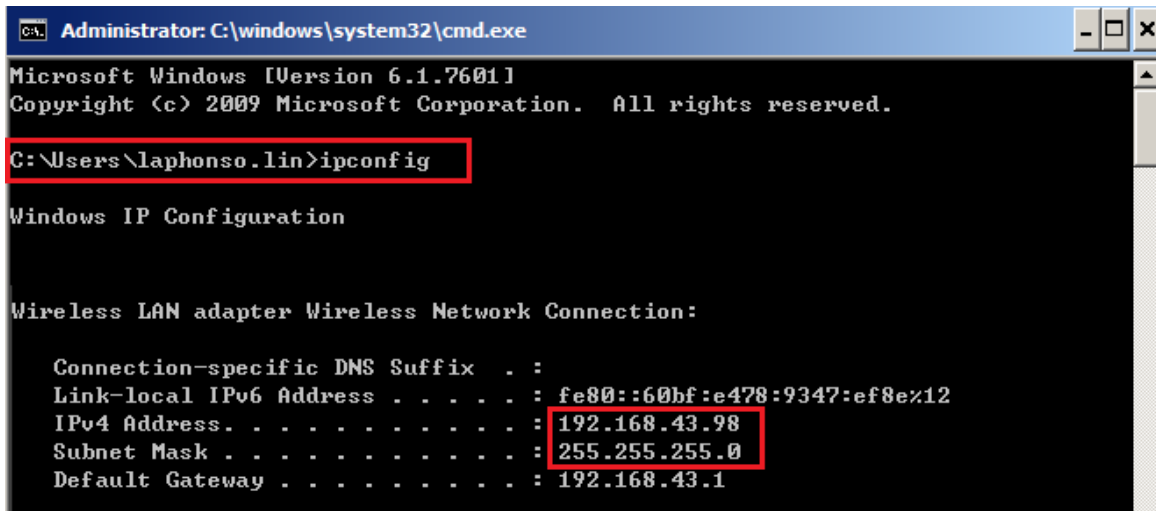 Administrator: C:\windows\system32\cmd.exe
Microsoft Windows [Version 6.1.7601]
Copyright (c) 2009 Microsoft Corporation.  All rights reserved.
C:\Users\laphonso.lin>ipconfig
Windows IP Configuration
Wireless LAN adapter Wireless Network Connection:
   Connection-specific DNS Suffix  . :
   Link-local IPv6 Address . . . . . : fe80::60bf:e478:9347:ef8e%12
   IPv4 Address. . . . . . . . . . . : 192.168.43.98
   Subnet Mask . . . . . . . . . . . : 255.255.255.0
   Default Gateway . . . . . . . . . : 192.168.43.1